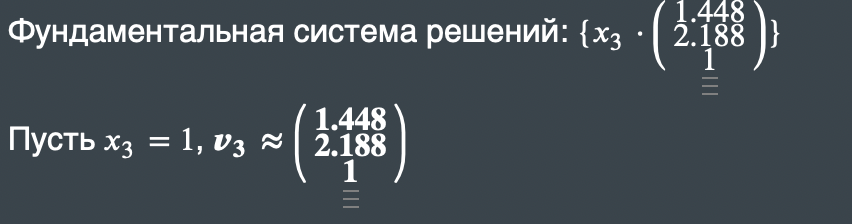 Фундаментальная система решений: {x₃ · (1.448
2.188
1)}
Пусть x₃ = 1, v₃ ≈ (1.448
2.188
1)